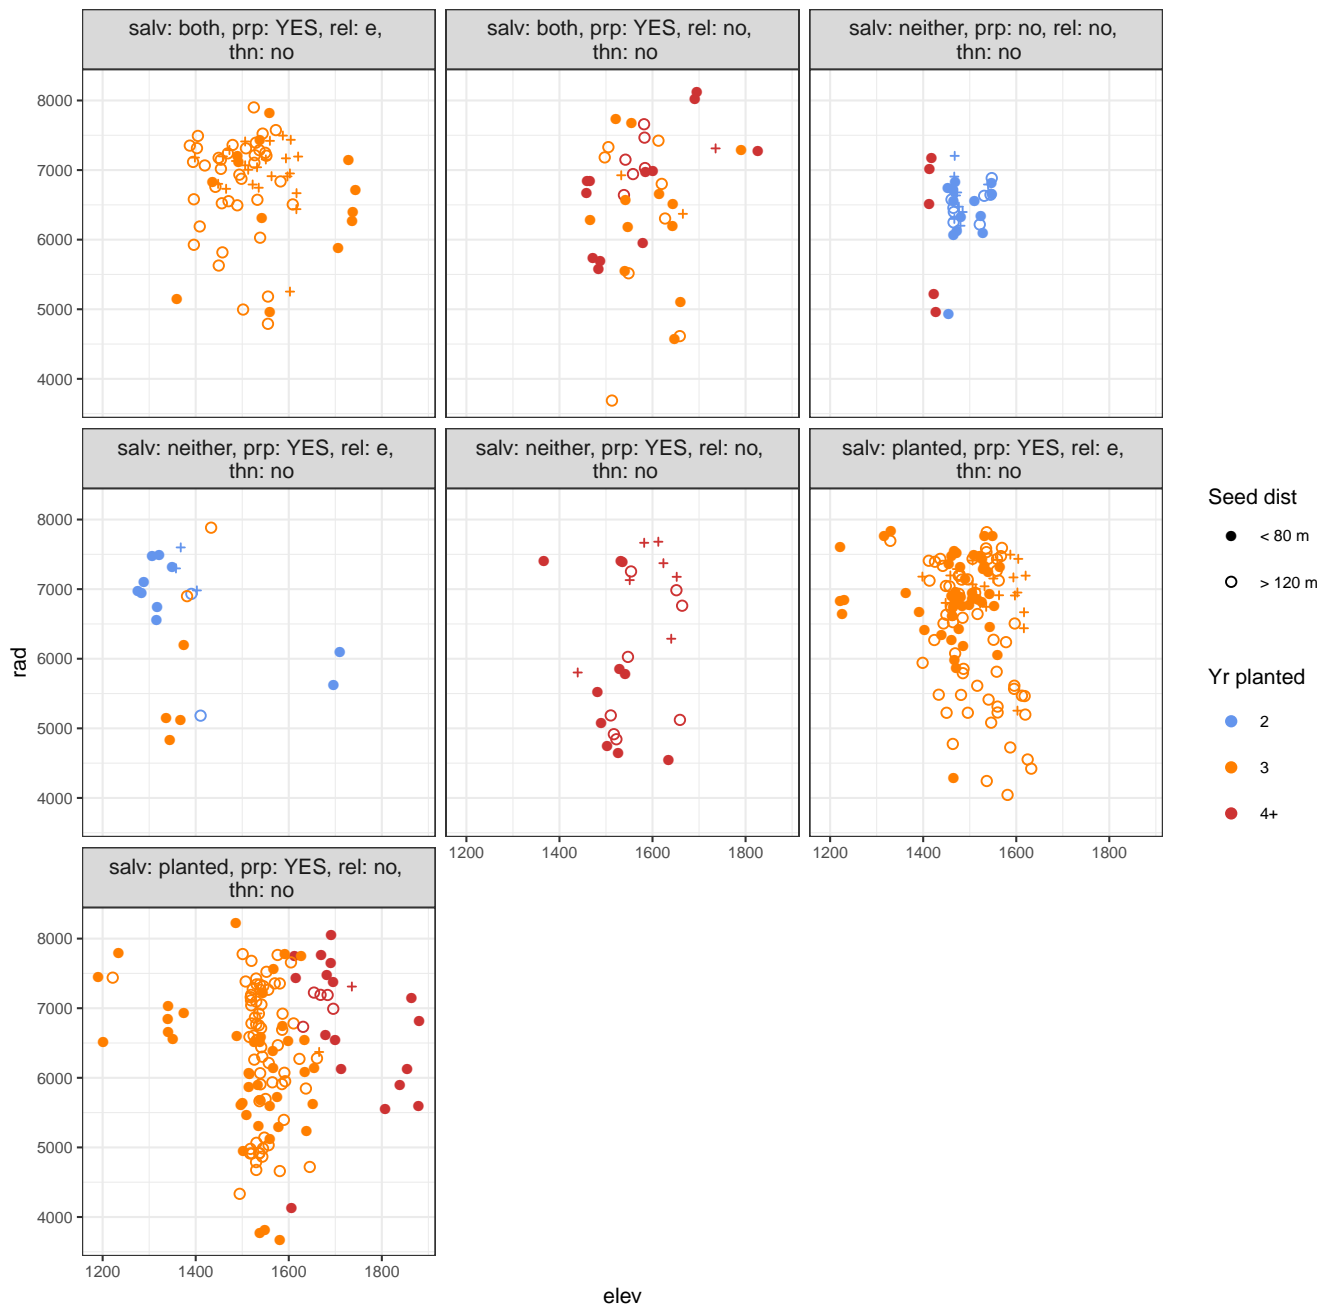 salv: both, prp: YES, rel: e,
thn: no
salv: both, prp: YES, rel: no,
thn: no
salv: neither, prp: no, rel: no,
thn: no
8000
7000
6000
5000
4000
salv: neither, prp: YES, rel: e,
thn: no
salv: neither, prp: YES, rel: no,
thn: no
salv: planted, prp: YES, rel: e,
thn: no
8000
7000
6000
5000
4000
1200 1400 1600 1800
1200 1400 1600 1800
salv: planted, prp: YES, rel: no,
thn: no
8000
7000
6000
5000
4000
1200 1400 1600 1800
elev
rad
Seed dist
< 80 m
> 120 m
Yr planted
2
3
4+